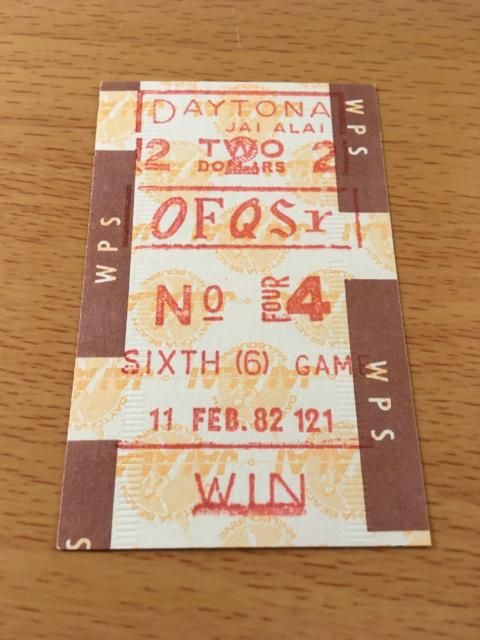 DAYTONA
JAI ALAI
2 TWO 2 2
DOLLARS
OFQSr
No FOUR 4
SIXTH (6) GAME
11 FEB. 82 121
WIN
WPS
WPS
WPS
S